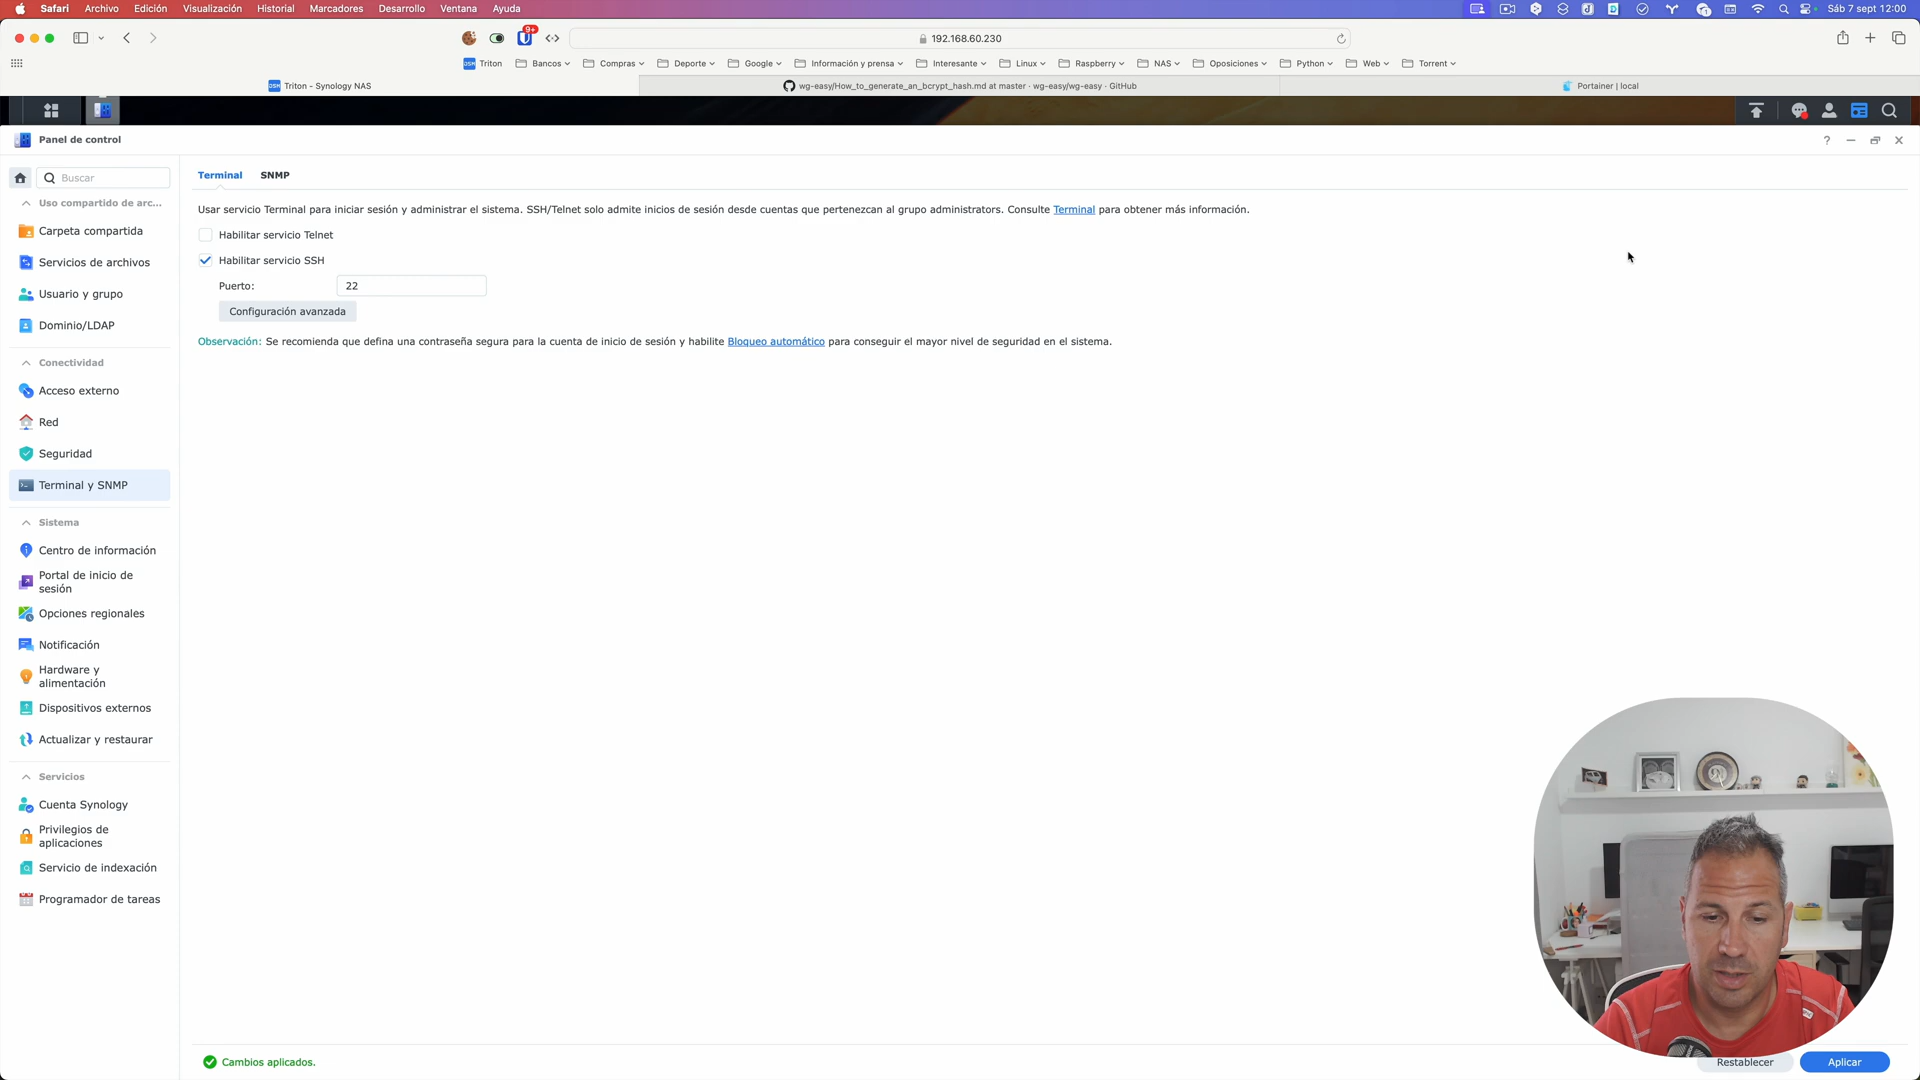 Safari Archivo Edición Visualización Historial Marcadores Desarrollo Ventana Ayuda Sáb 7 sept 12:00
9+
192.168.60.230
Triton Bancos Compras Deporte Google Información y prensa Interesante Linux Raspberry NAS Oposiciones Python Web Torrent
Triton - Synology NAS
wg-easy/How_to_generate_an_bcrypt_hash.md at master · wg-easy/wg-easy · GitHub
Portainer | local
Panel de control
Buscar
Uso compartido de arc...
Carpeta compartida
Servicios de archivos
Usuario y grupo
Dominio/LDAP
Conectividad
Acceso externo
Red
Seguridad
Terminal y SNMP
Sistema
Centro de información
Portal de inicio de
sesión
Opciones regionales
Notificación
Hardware y
alimentación
Dispositivos externos
Actualizar y restaurar
Servicios
Cuenta Synology
Privilegios de
aplicaciones
Servicio de indexación
Programador de tareas
Terminal SNMP
Usar servicio Terminal para iniciar sesión y administrar el sistema. SSH/Telnet solo admite inicios de sesión desde cuentas que pertenezcan al grupo administrators. Consulte Terminal para obtener más información.
Habilitar servicio Telnet
Habilitar servicio SSH
Puerto: 22
Configuración avanzada
Observación: Se recomienda que defina una contraseña segura para la cuenta de inicio de sesión y habilite Bloqueo automático para conseguir el mayor nivel de seguridad en el sistema.
Cambios aplicados.
Restablecer
Aplicar